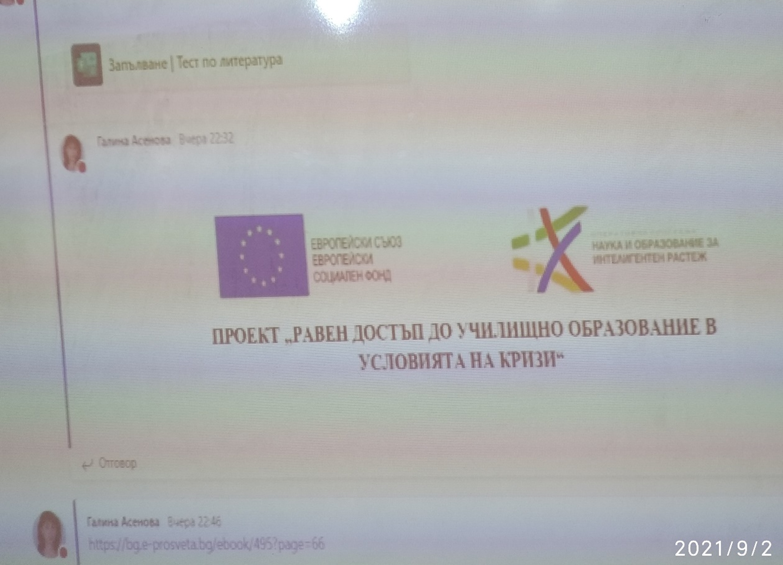 Запълване | Тест по литература
Галина Асенова Вчера 22:32
ЕВРОПЕЙСКИ СЪЮЗ
ЕВРОПЕЙСКИ
СОЦИАЛЕН ФОНД
НАУКА И ОБРАЗОВАНИЕ ЗА
ИНТЕЛИГЕНТЕН РАСТЕЖ
ПРОЕКТ „РАВЕН ДОСТЪП ДО УЧИЛИЩНО ОБРАЗОВАНИЕ В
УСЛОВИЯТА НА КРИЗИ“
Отговор
Галина Асенова Вчера 22:46
https://bg.e-prosveta.bg/ebook/495?page=66
2021/9/2